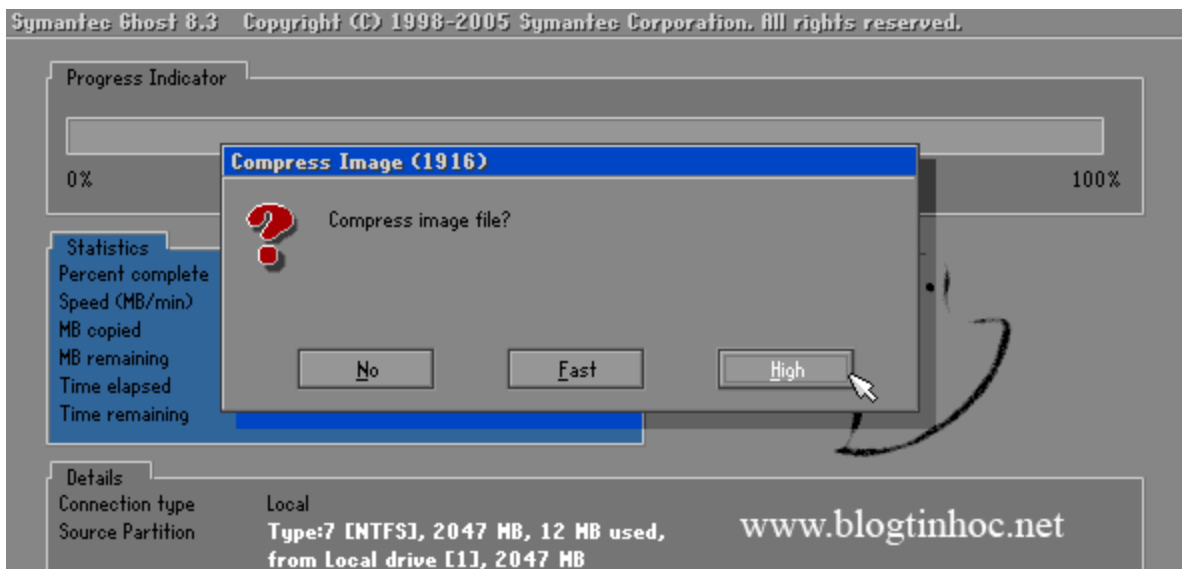 Symantec Ghost 8.3 Copyright (C) 1998-2005 Symantec Corporation. All rights reserved.
Progress Indicator
0% 100%
Compress Image (1916)
Compress image file?
No Fast High
Statistics
Percent complete
Speed (MB/min)
MB copied
MB remaining
Time elapsed
Time remaining
Details
Connection type Local
Source Partition Type:7 [NTFS], 2047 MB, 12 MB used,
from Local drive [1], 2047 MB
www.blogtinhoc.net